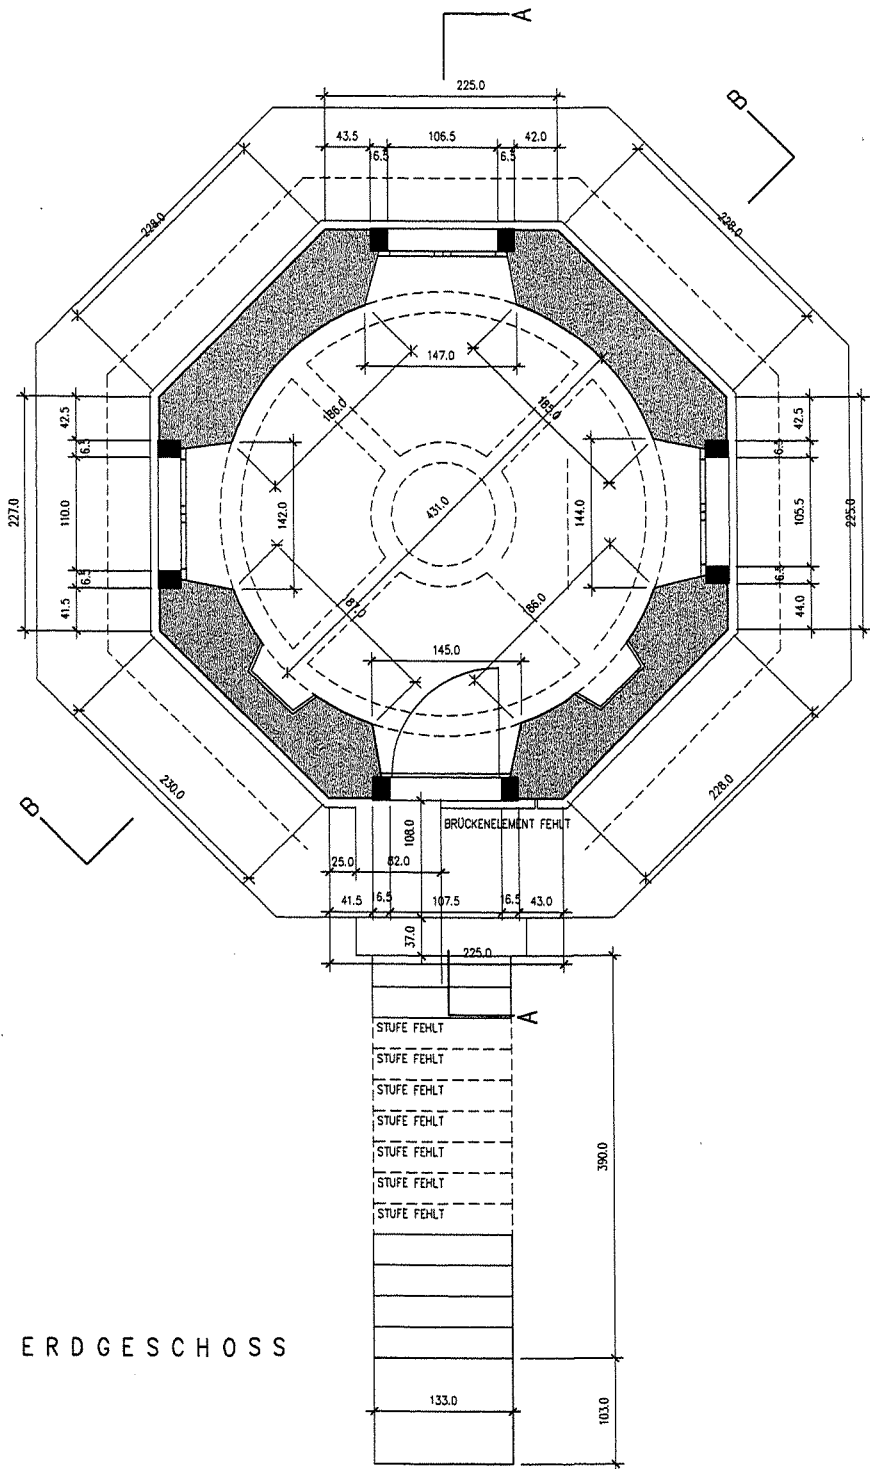 A
225.0
B
43.5 106.5 42.0
6.5 6.5
228.0 228.0
147.0
186.0 185.0
42.5 42.5
6.5 6.5
431.0
227.0 110.0 142.0 144.0 105.5 225.0
6.5 6.5
41.5 44.0
187.0 186.0
145.0
230.0 228.0
B
BRÜCKENELEMENT FEHLT
108.0
25.0 82.0
41.5 16.5 107.5 16.5 43.0
37.0
225.0
A
STUFE FEHLT
STUFE FEHLT
STUFE FEHLT
STUFE FEHLT
STUFE FEHLT
STUFE FEHLT
STUFE FEHLT
390.0
ERDGESCHOSS
133.0
103.0